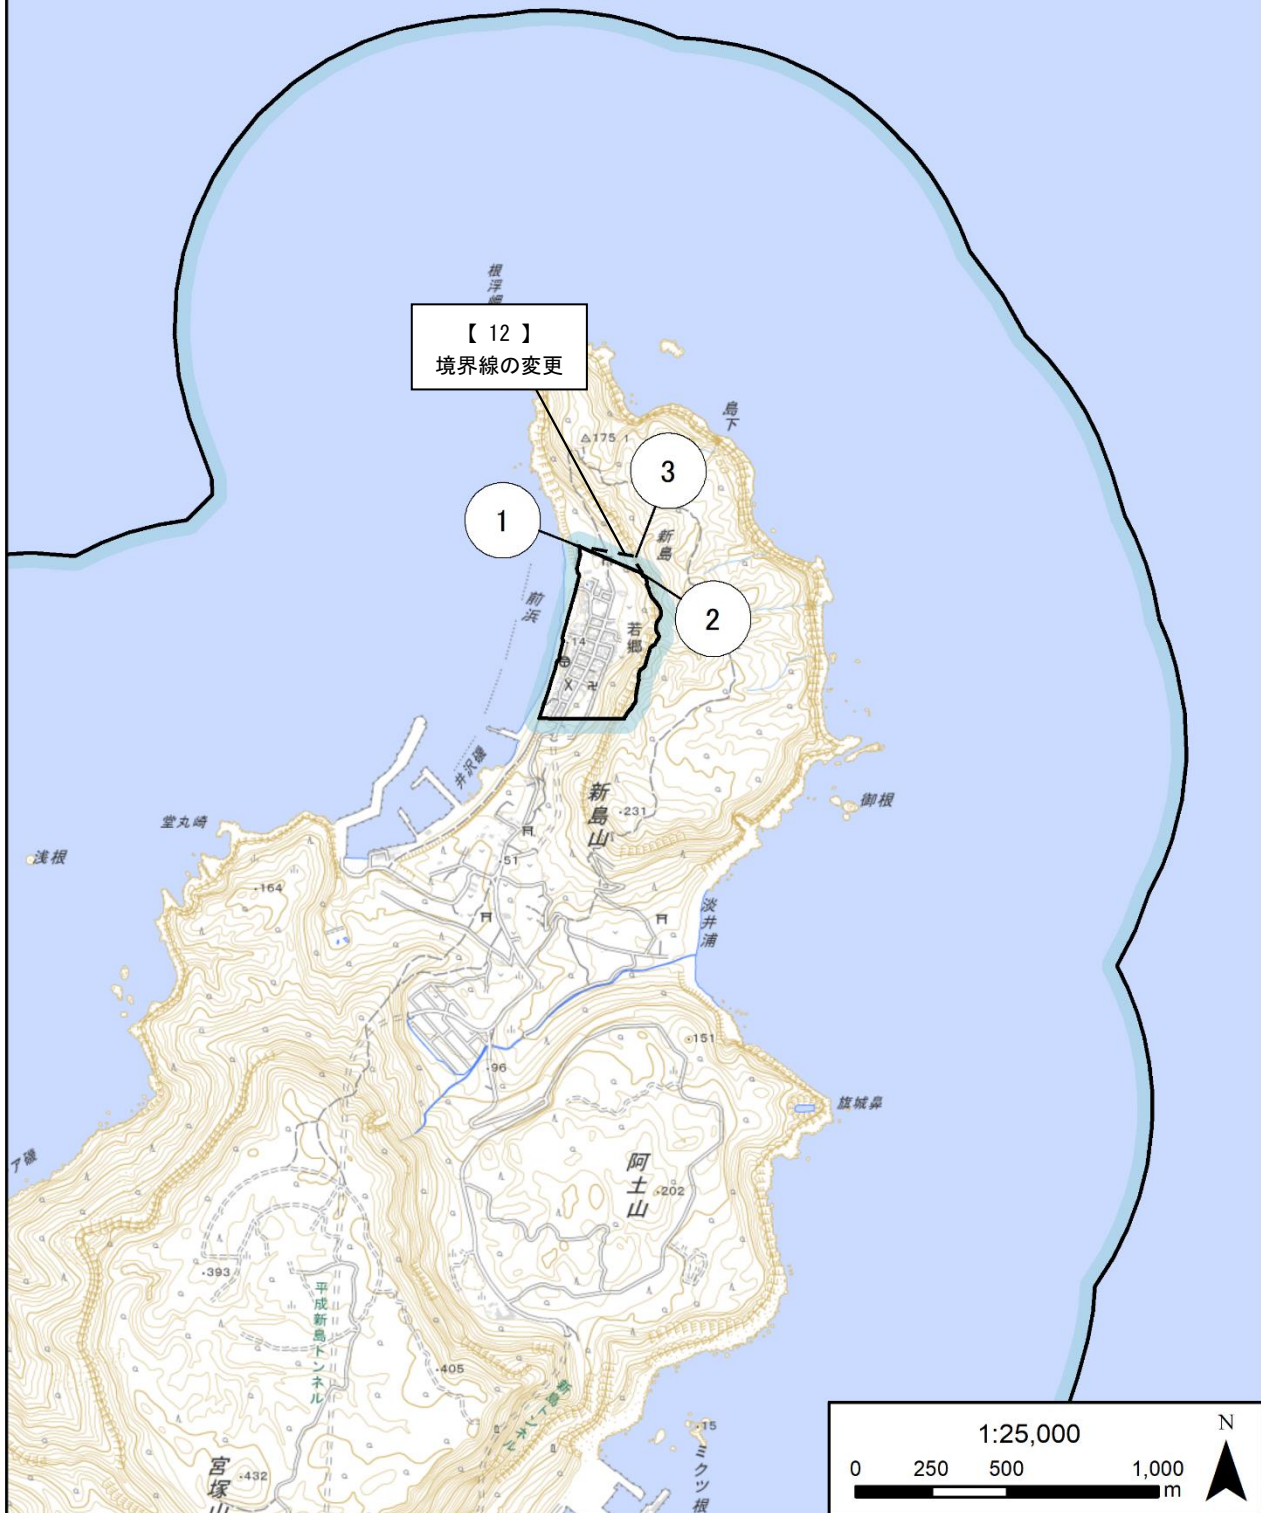 根浮岬
【 12 】
境界線の変更
島下
175.1
3
1
新島
前浜
2
若郷
14
井沢磯
新島山
231
御根
堂丸崎
浅根
51
164
淡井浦
151
96
旗城鼻
ア磯
阿土山
202
393
平成新島トンネル
405
新島トンネル
15
ミクツ根
宮塚山
432
1:25,000
N
0 250 500 1,000
m